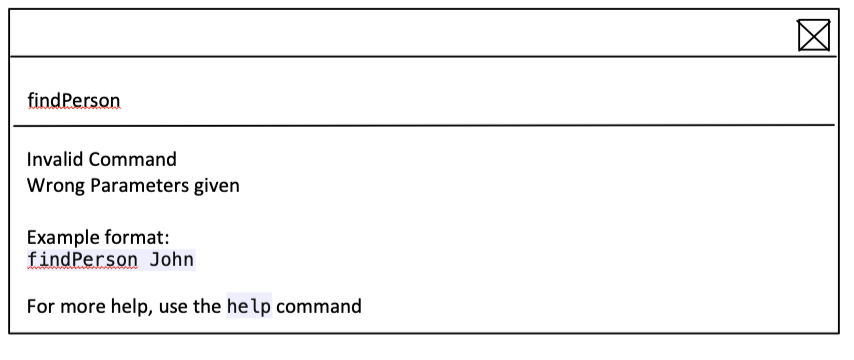 findPerson
Invalid Command
Wrong Parameters given
Example format:
findPerson John
For more help, use the help command